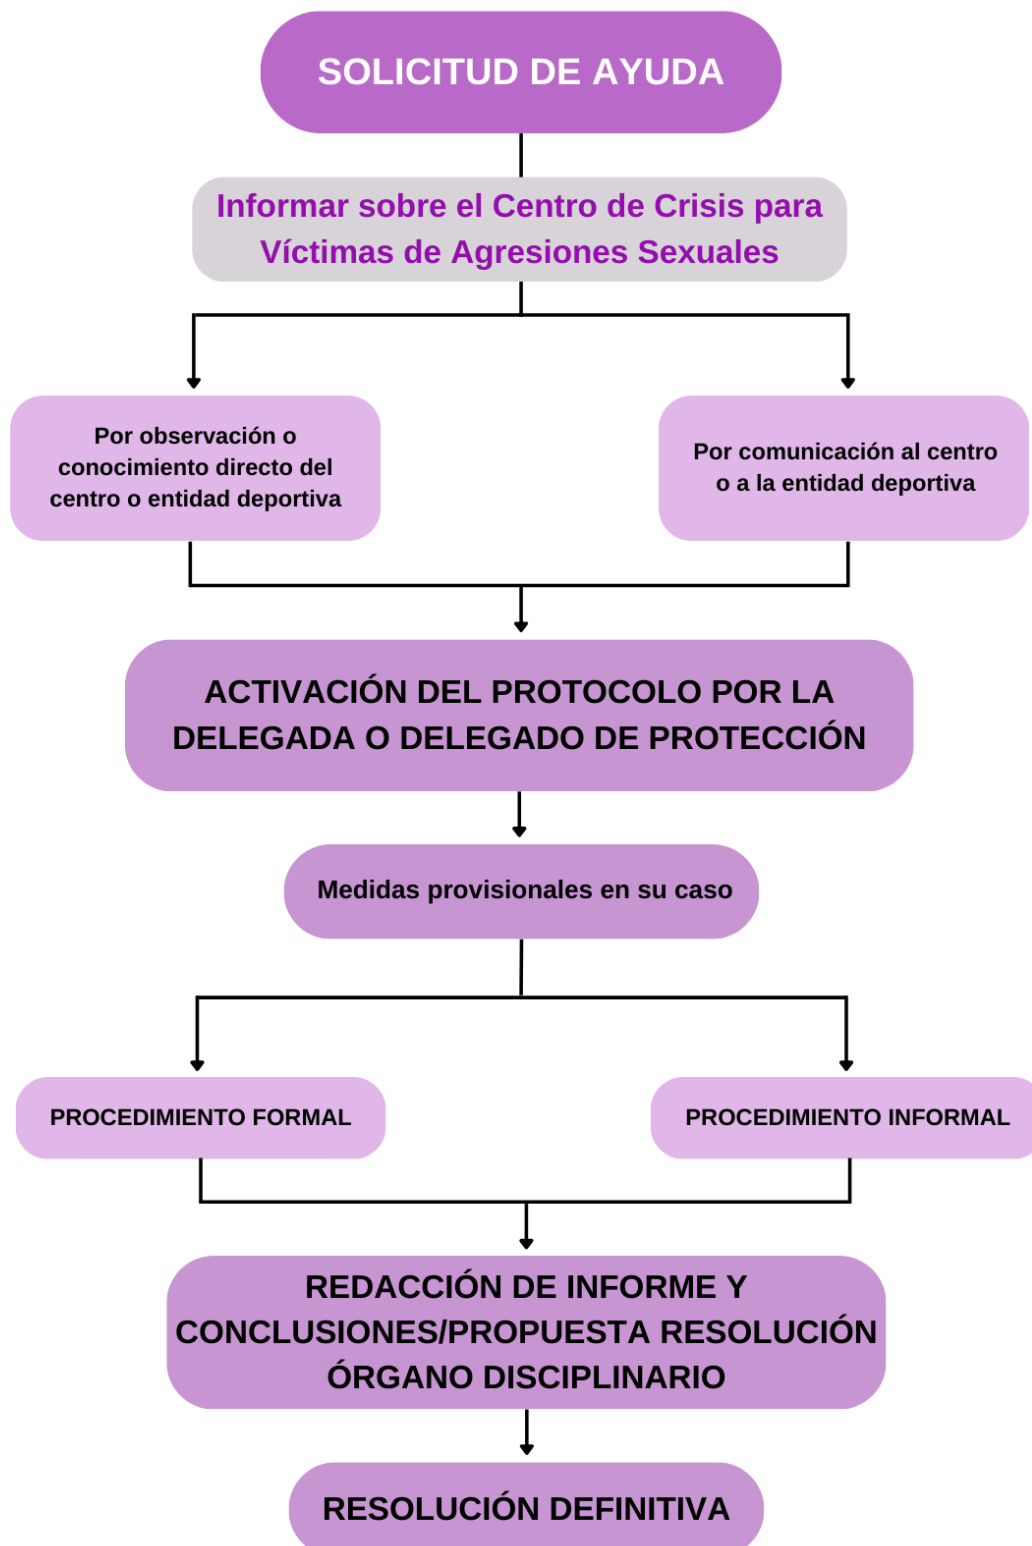 SOLICITUD DE AYUDA
Informar sobre el Centro de Crisis para
Víctimas de Agresiones Sexuales
Por observación o
conocimiento directo del
centro o entidad deportiva
Por comunicación al centro
o a la entidad deportiva
ACTIVACIÓN DEL PROTOCOLO POR LA
DELEGADA O DELEGADO DE PROTECCIÓN
Medidas provisionales en su caso
PROCEDIMIENTO FORMAL
PROCEDIMIENTO INFORMAL
REDACCIÓN DE INFORME Y
CONCLUSIONES/PROPUESTA RESOLUCIÓN
ÓRGANO DISCIPLINARIO
RESOLUCIÓN DEFINITIVA